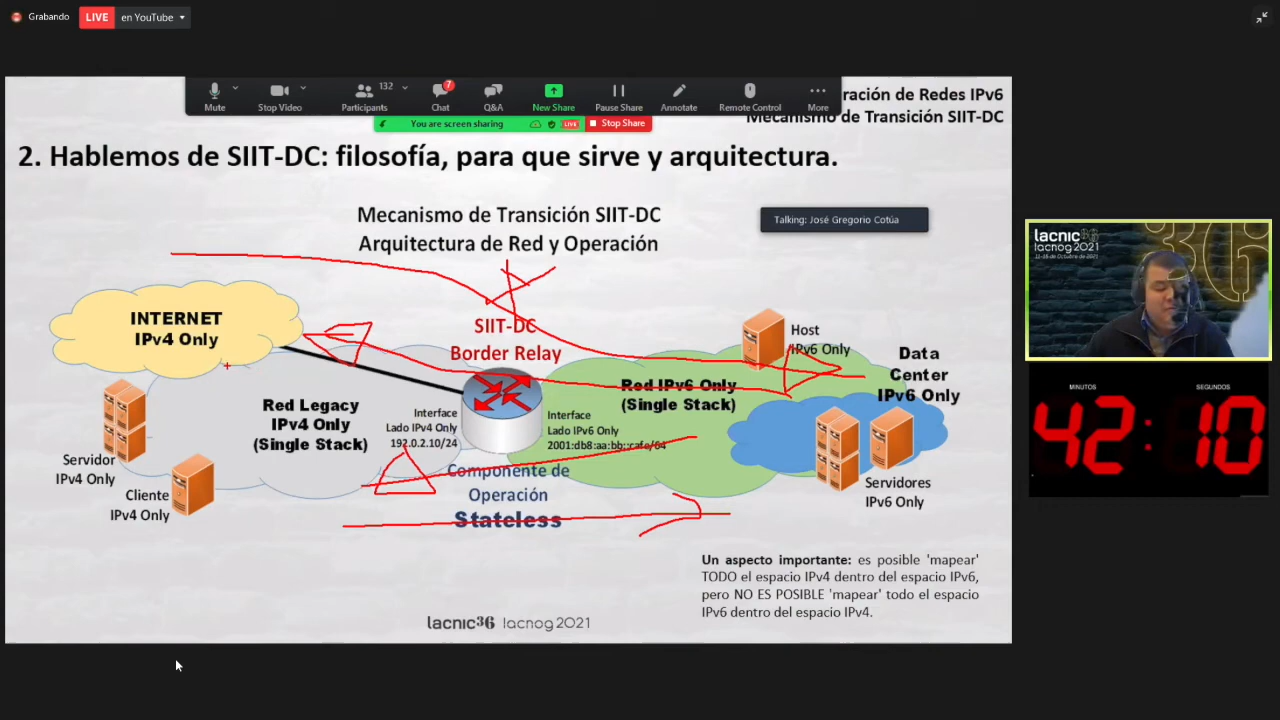 Grabando
LIVE
en YouTube
Mute
Stop Video
132
Participants
7
Chat
Q&A
New Share
Pause Share
Annotate
Remote Control
More
You are screen sharing
LIVE
Stop Share
ración de Redes IPv6
Mecanismo de Transición SIIT-DC
2. Hablemos de SIIT-DC: filosofía, para que sirve y arquitectura.
Mecanismo de Transición SIIT-DC
Arquitectura de Red y Operación
Talking: José Gregorio Cotúa
INTERNET
IPv4 Only
SIIT-DC
Border Relay
Host
IPv6 Only
Data
Center
IPv6 Only
Red Legacy
IPv4 Only
(Single Stack)
Interface
Lado IPv4 Only
192.0.2.10/24
Interface
Lado IPv6 Only
2001:db8:aa:bb::cafe/64
Red IPv6 Only
(Single Stack)
Servidor
IPv4 Only
Cliente
IPv4 Only
Componente de
Operación
Stateless
Servidores
IPv6 Only
Un aspecto importante: es posible 'mapear'
TODO el espacio IPv4 dentro del espacio IPv6,
pero NO ES POSIBLE 'mapear' todo el espacio
IPv6 dentro del espacio IPv4.
lacnic36 lacnog2021
lacnic36
lacnog2021
11-15 de Octubre de 2021
36
MINUTOS
SEGUNDOS
42:10